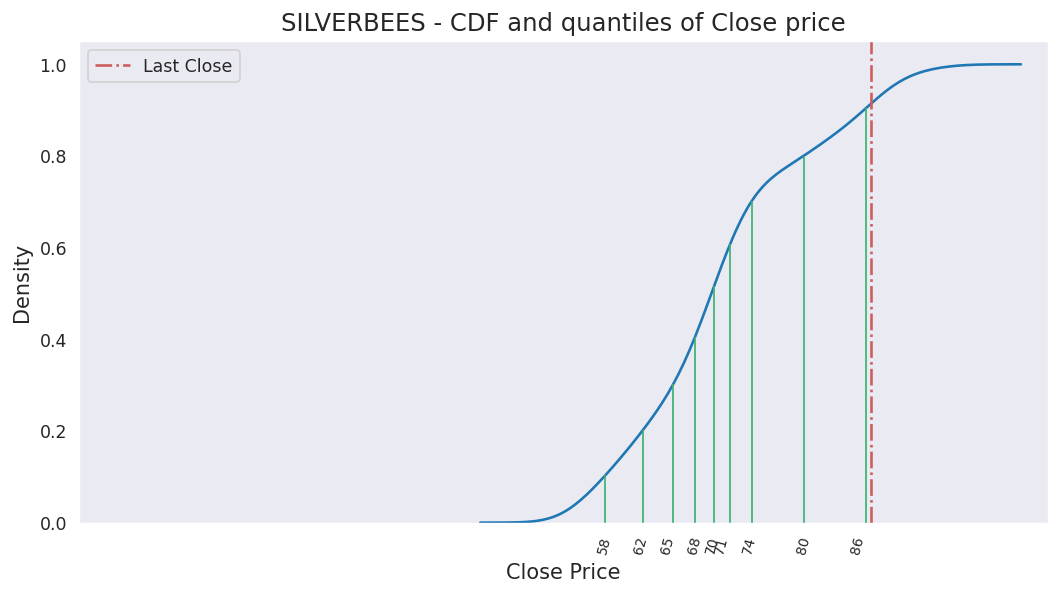 SILVERBEES - CDF and quantiles of Close price
Last Close
1.0
0.8
0.6
0.4
0.2
0.0
Density
58 62 65 68 70 71 74 80 86
Close Price